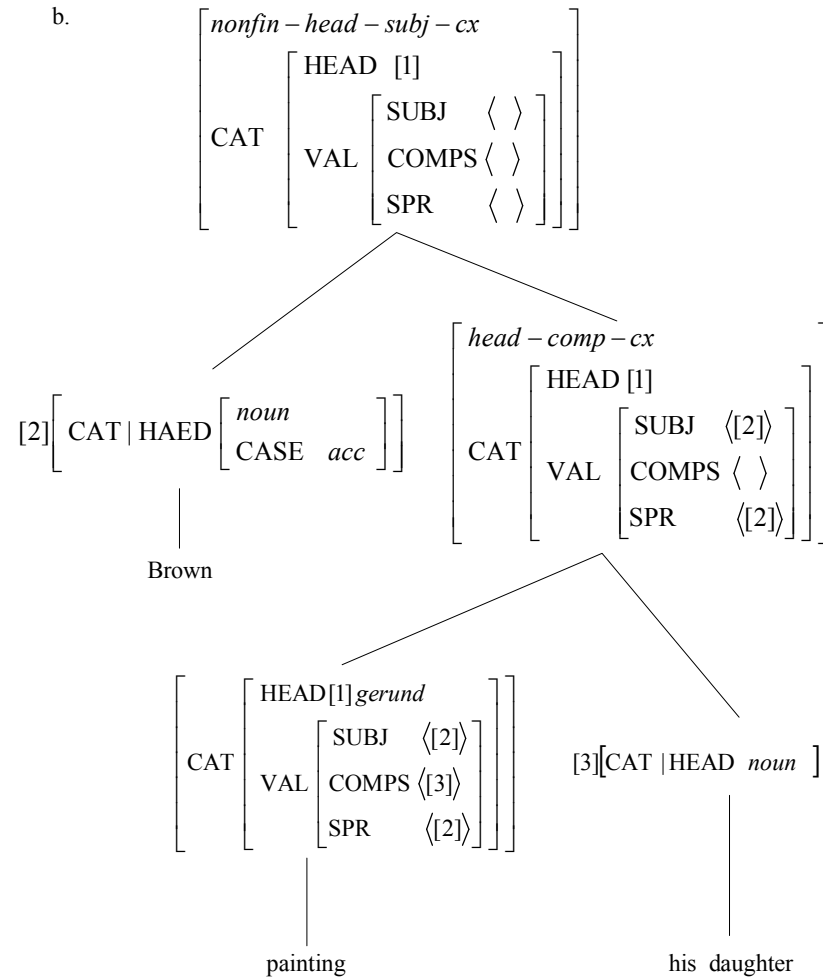 b.
nonfin – head – subj – cx
HEAD [1]
SUBJ ⟨ ⟩
CAT VAL COMPS ⟨ ⟩
SPR ⟨ ⟩
head – comp – cx
HEAD [1]
[2] CAT | HAED noun
CASE acc
SUBJ ⟨[2]⟩
CAT VAL COMPS ⟨ ⟩
SPR ⟨[2]⟩
Brown
HEAD[1] gerund
SUBJ ⟨[2]⟩
CAT VAL COMPS ⟨[3]⟩
SPR ⟨[2]⟩
[3][CAT | HEAD noun ]
painting his daughter